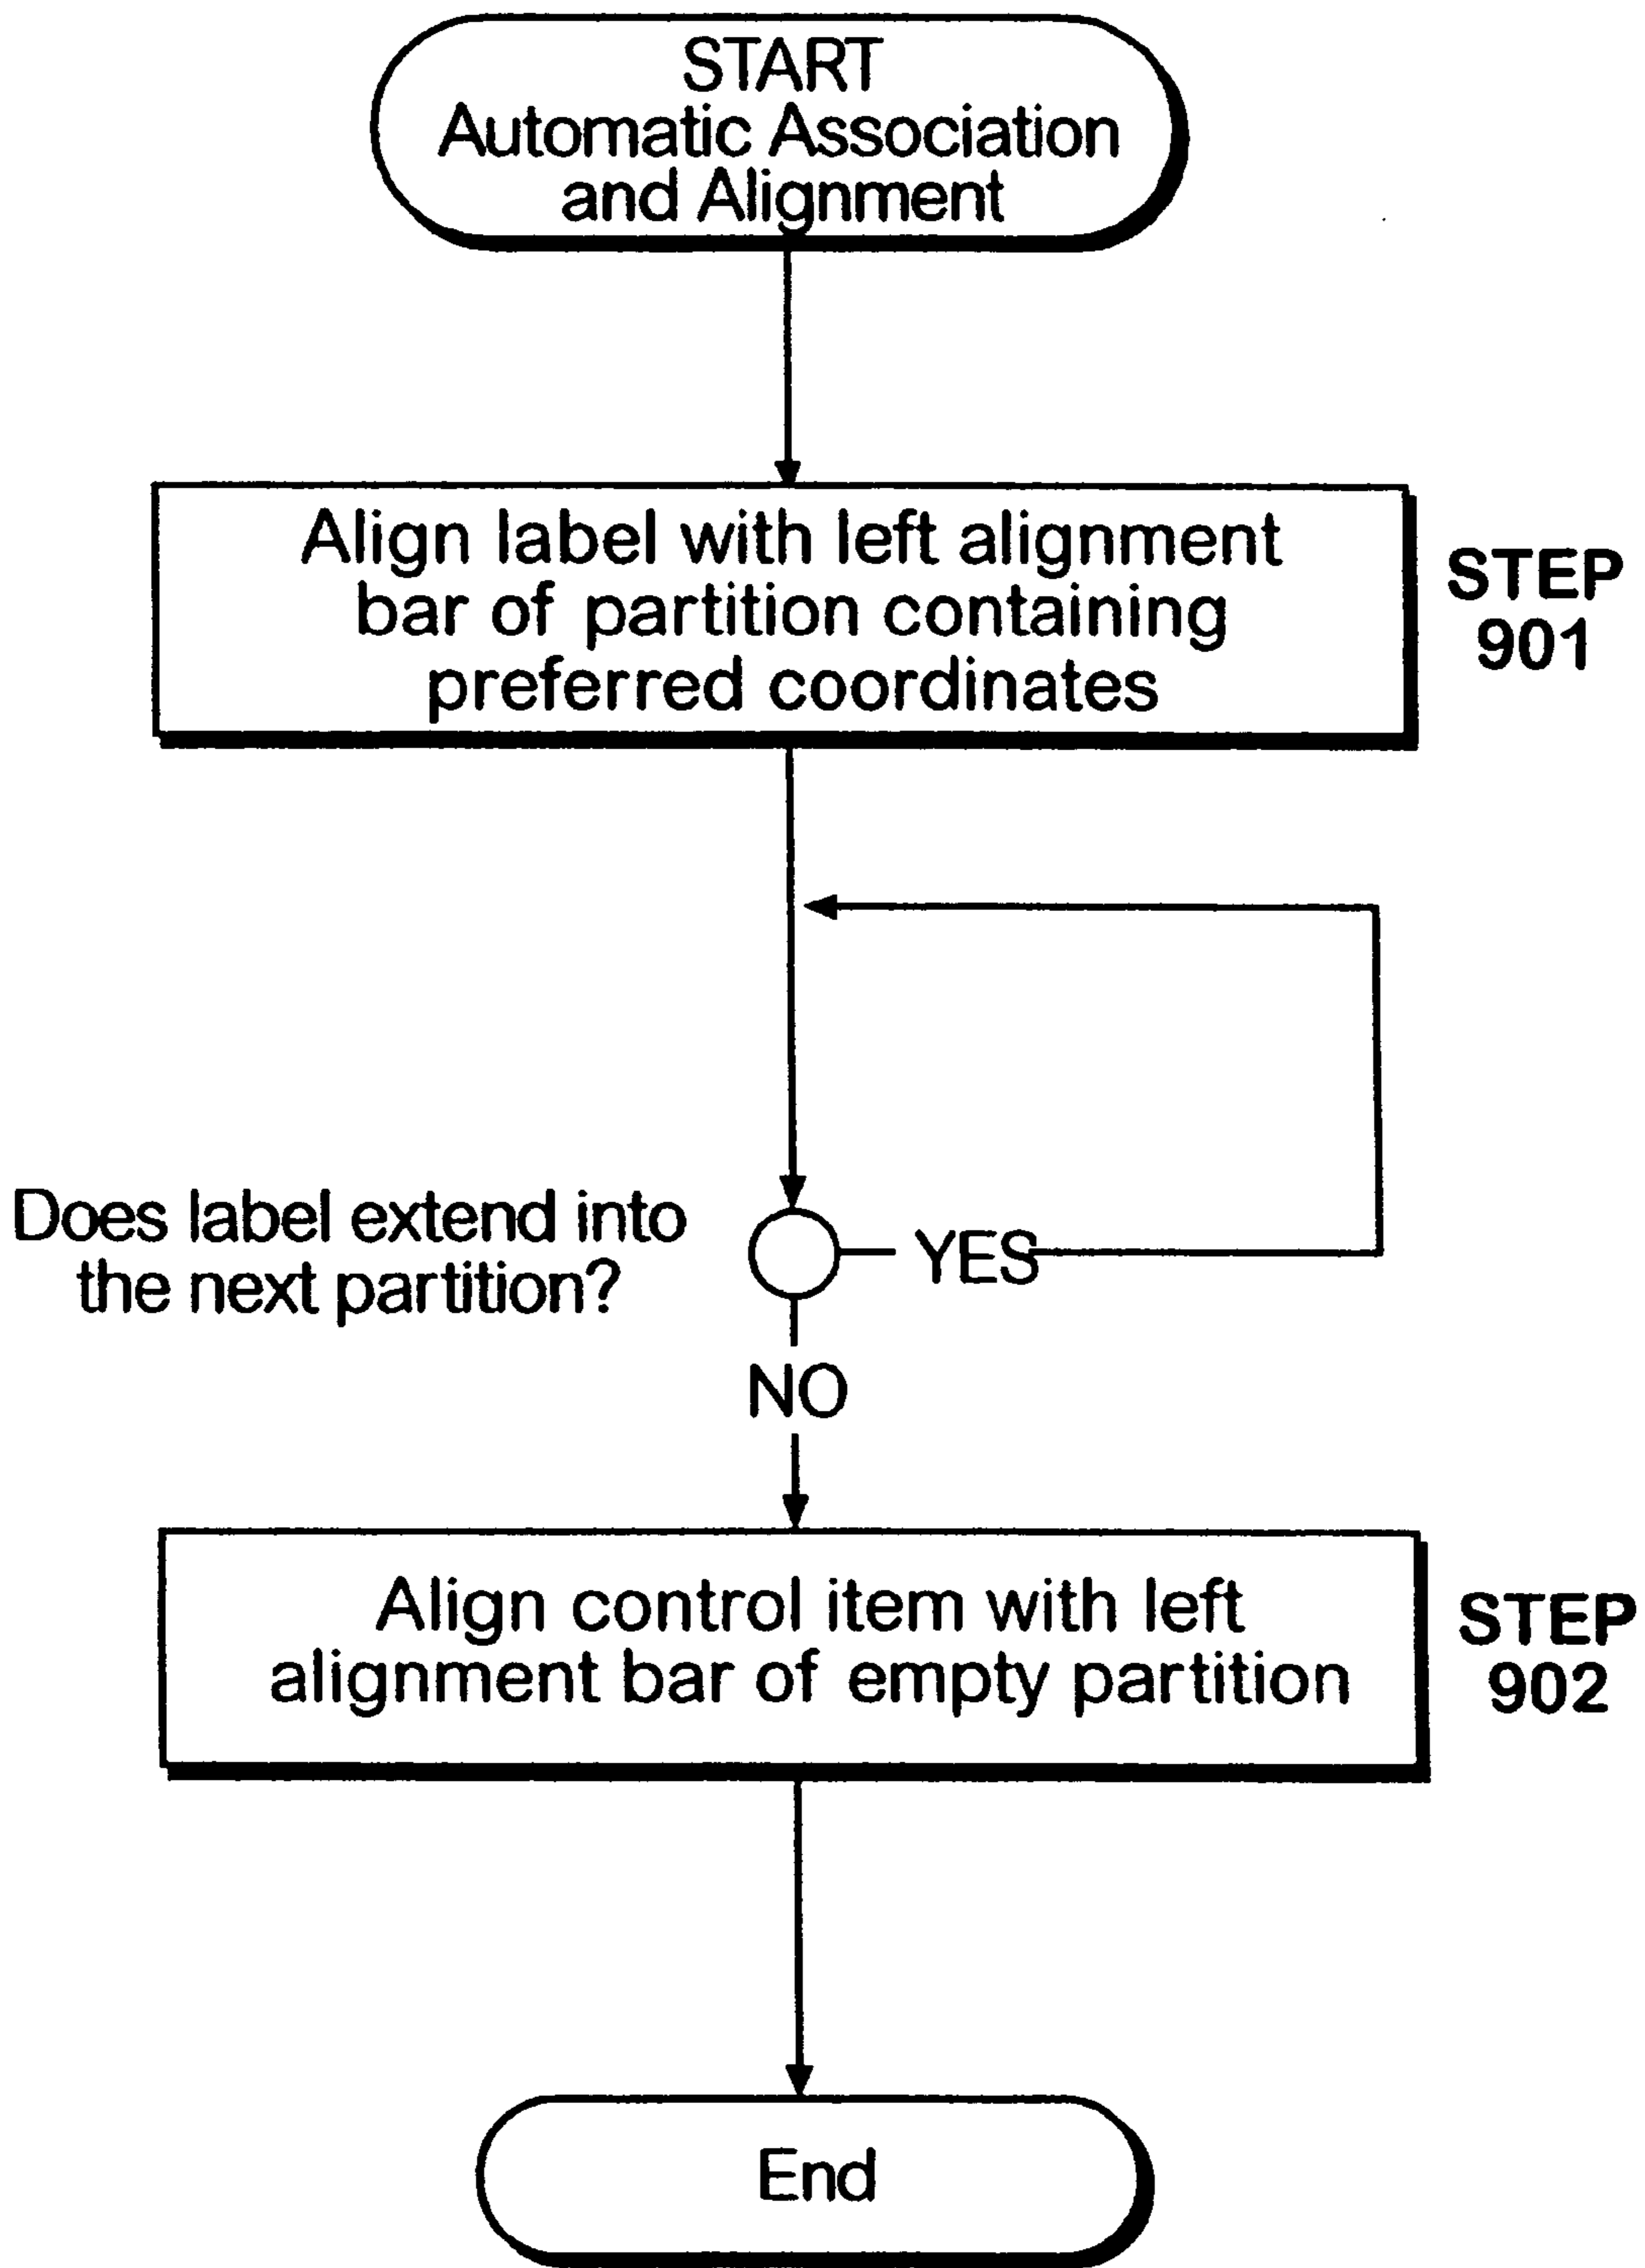 START
Automatic Association
and Alignment
Align label with left alignment
bar of partition containing
preferred coordinates
STEP
901
Does label extend into
the next partition?
YES
NO
Align control item with left
alignment bar of empty partition
STEP
902
End